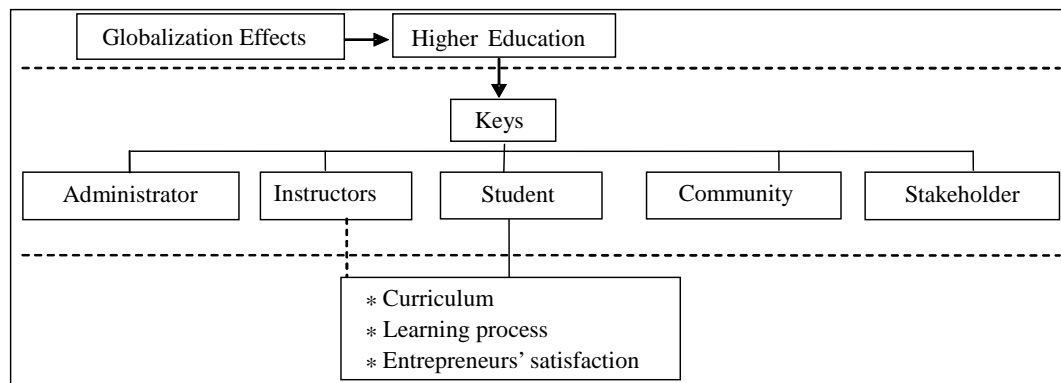 Globalization Effects
Higher Education
Keys
Administrator
Instructors
Student
Community
Stakeholder
* Curriculum
* Learning process
* Entrepreneurs’ satisfaction